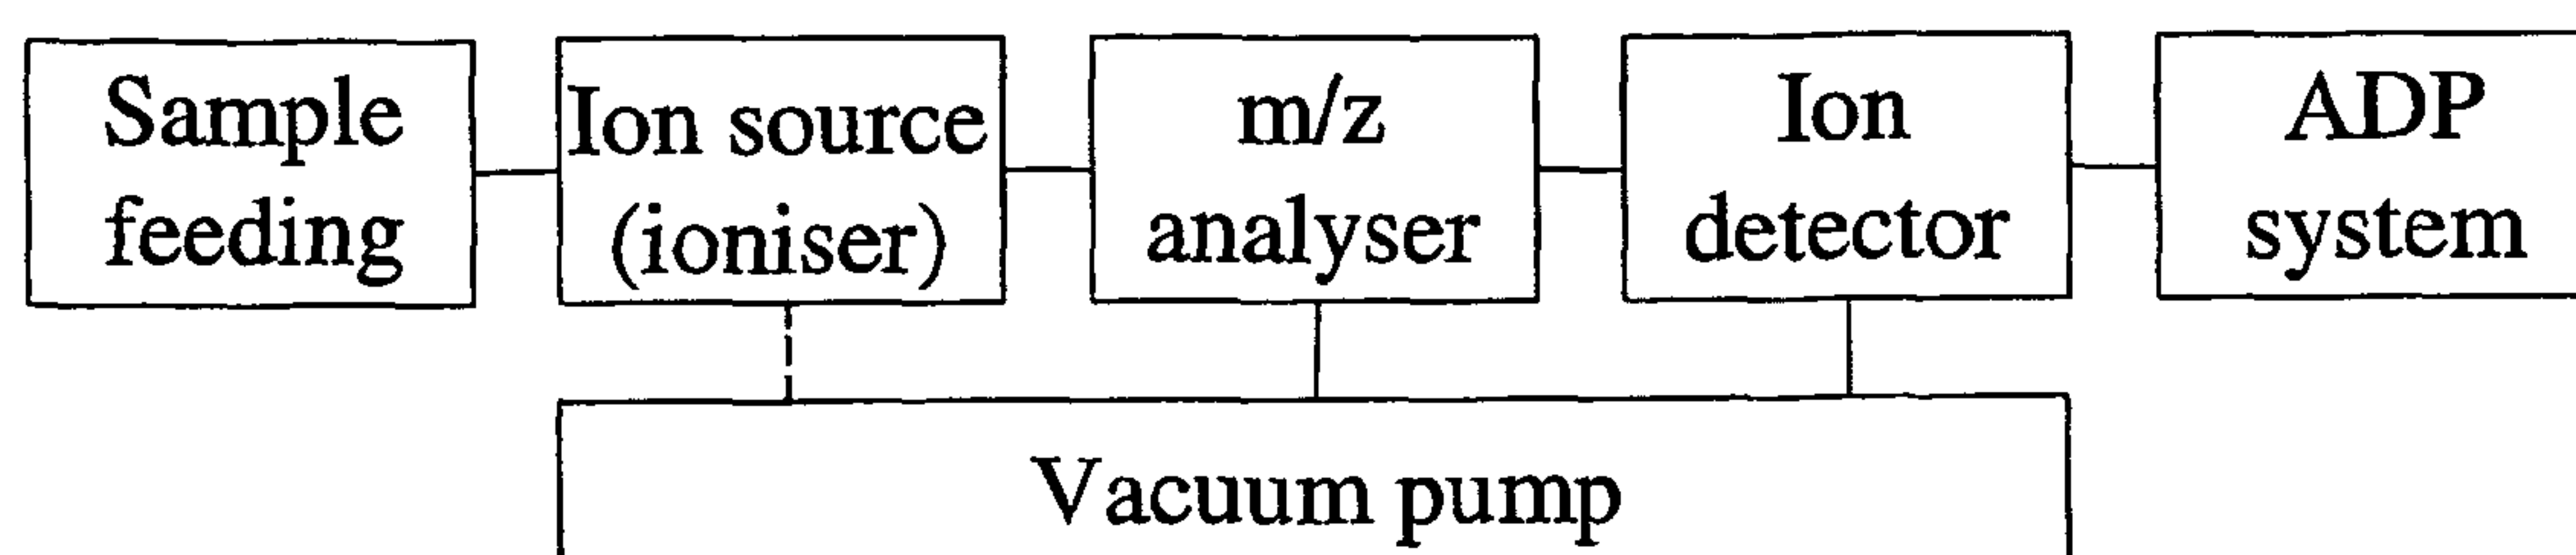 Sample
feeding
Ion source
(ioniser)
m/z
analyser
Ion
detector
ADP
system
Vacuum pump